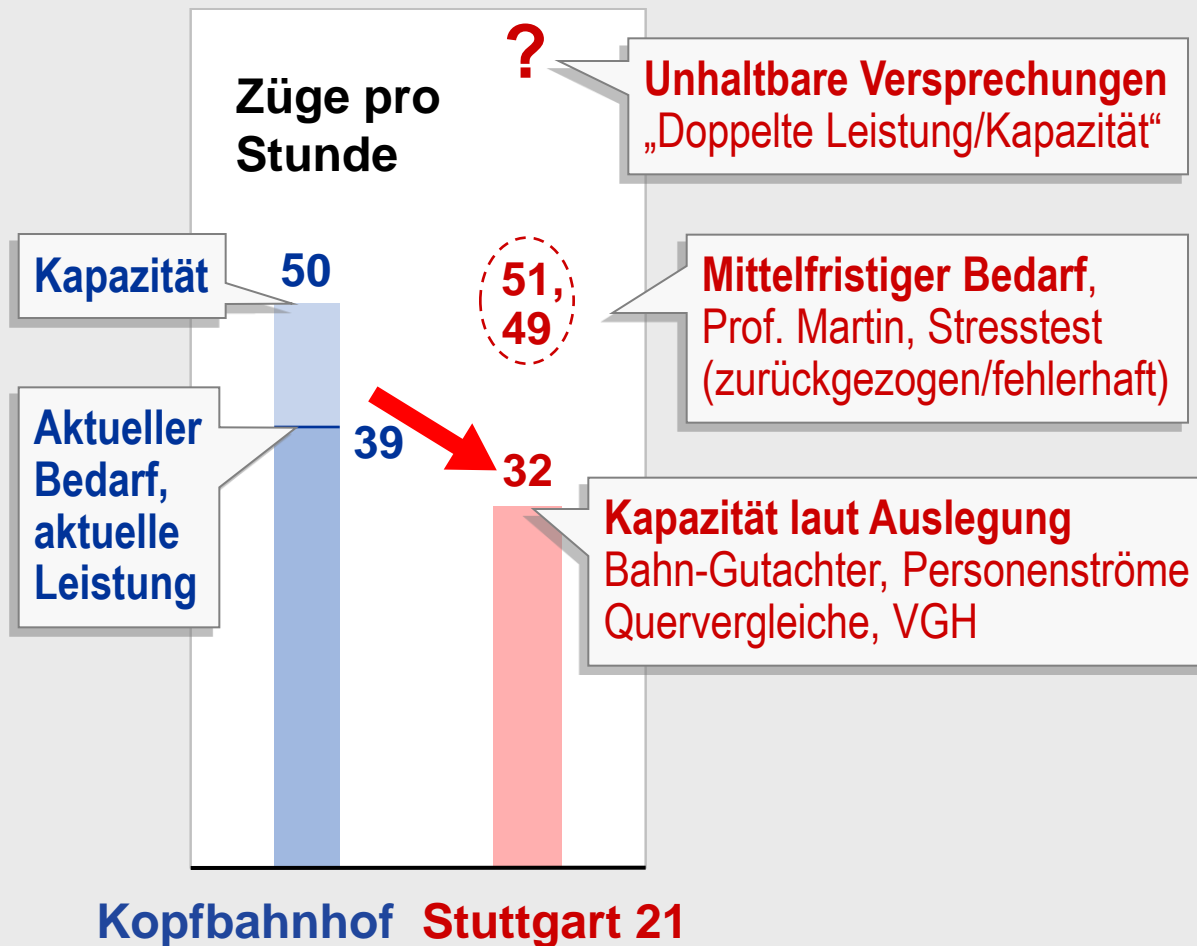 ?
Züge pro
Stunde
Unhaltbare Versprechungen
„Doppelte Leistung/Kapazität“
Kapazität
50
51,
49
Mittelfristiger Bedarf,
Prof. Martin, Stresstest
(zurückgezogen/fehlerhaft)
Aktueller
Bedarf,
aktuelle
Leistung
39
32
Kapazität laut Auslegung
Bahn-Gutachter, Personenströme
Quervergleiche, VGH
Kopfbahnhof Stuttgart 21